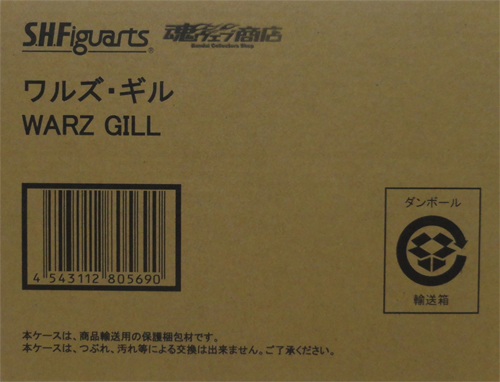 S.H.Figuarts® 魂ウェブ商店
Bandai Collectors Shop
ワルズ・ギル
WARZ GILL
4 543112 805690
ダンボール
輸送箱
本ケースは、商品輸送用の保護梱包材です。
本ケースは、つぶれ、汚れ等による交換は出来ません。ご了承ください。